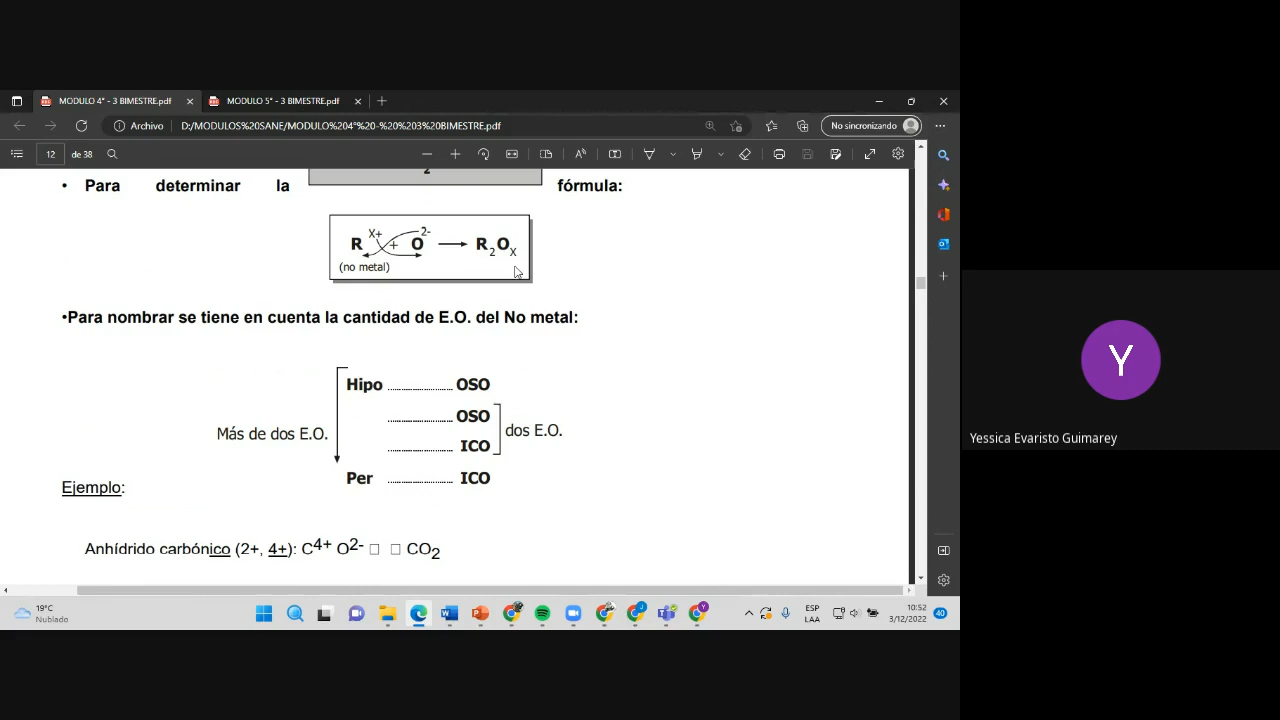 MODULO 4° - 3 BIMESTRE.pdf
MODULO 5° - 3 BIMESTRE.pdf
Archivo
D:/MODULOS%20SANE/MODULO%204°%20-%20%203%20BIMESTRE.pdf
No sincronizando
12
de 38
2
• Para determinar la fórmula:
R X+ + O 2- → R2OX
(no metal)
•Para nombrar se tiene en cuenta la cantidad de E.O. del No metal:
Hipo ........................ OSO
........................ OSO
Más de dos E.O.
dos E.O.
........................ ICO
Per ........................ ICO
Ejemplo:
Anhídrido carbónico (2+, 4+): C4+ O2- □ □ CO2
Y
Yessica Evaristo Guimarey
19°C
Nublado
ESP
LAA
10:52
3/12/2022
40